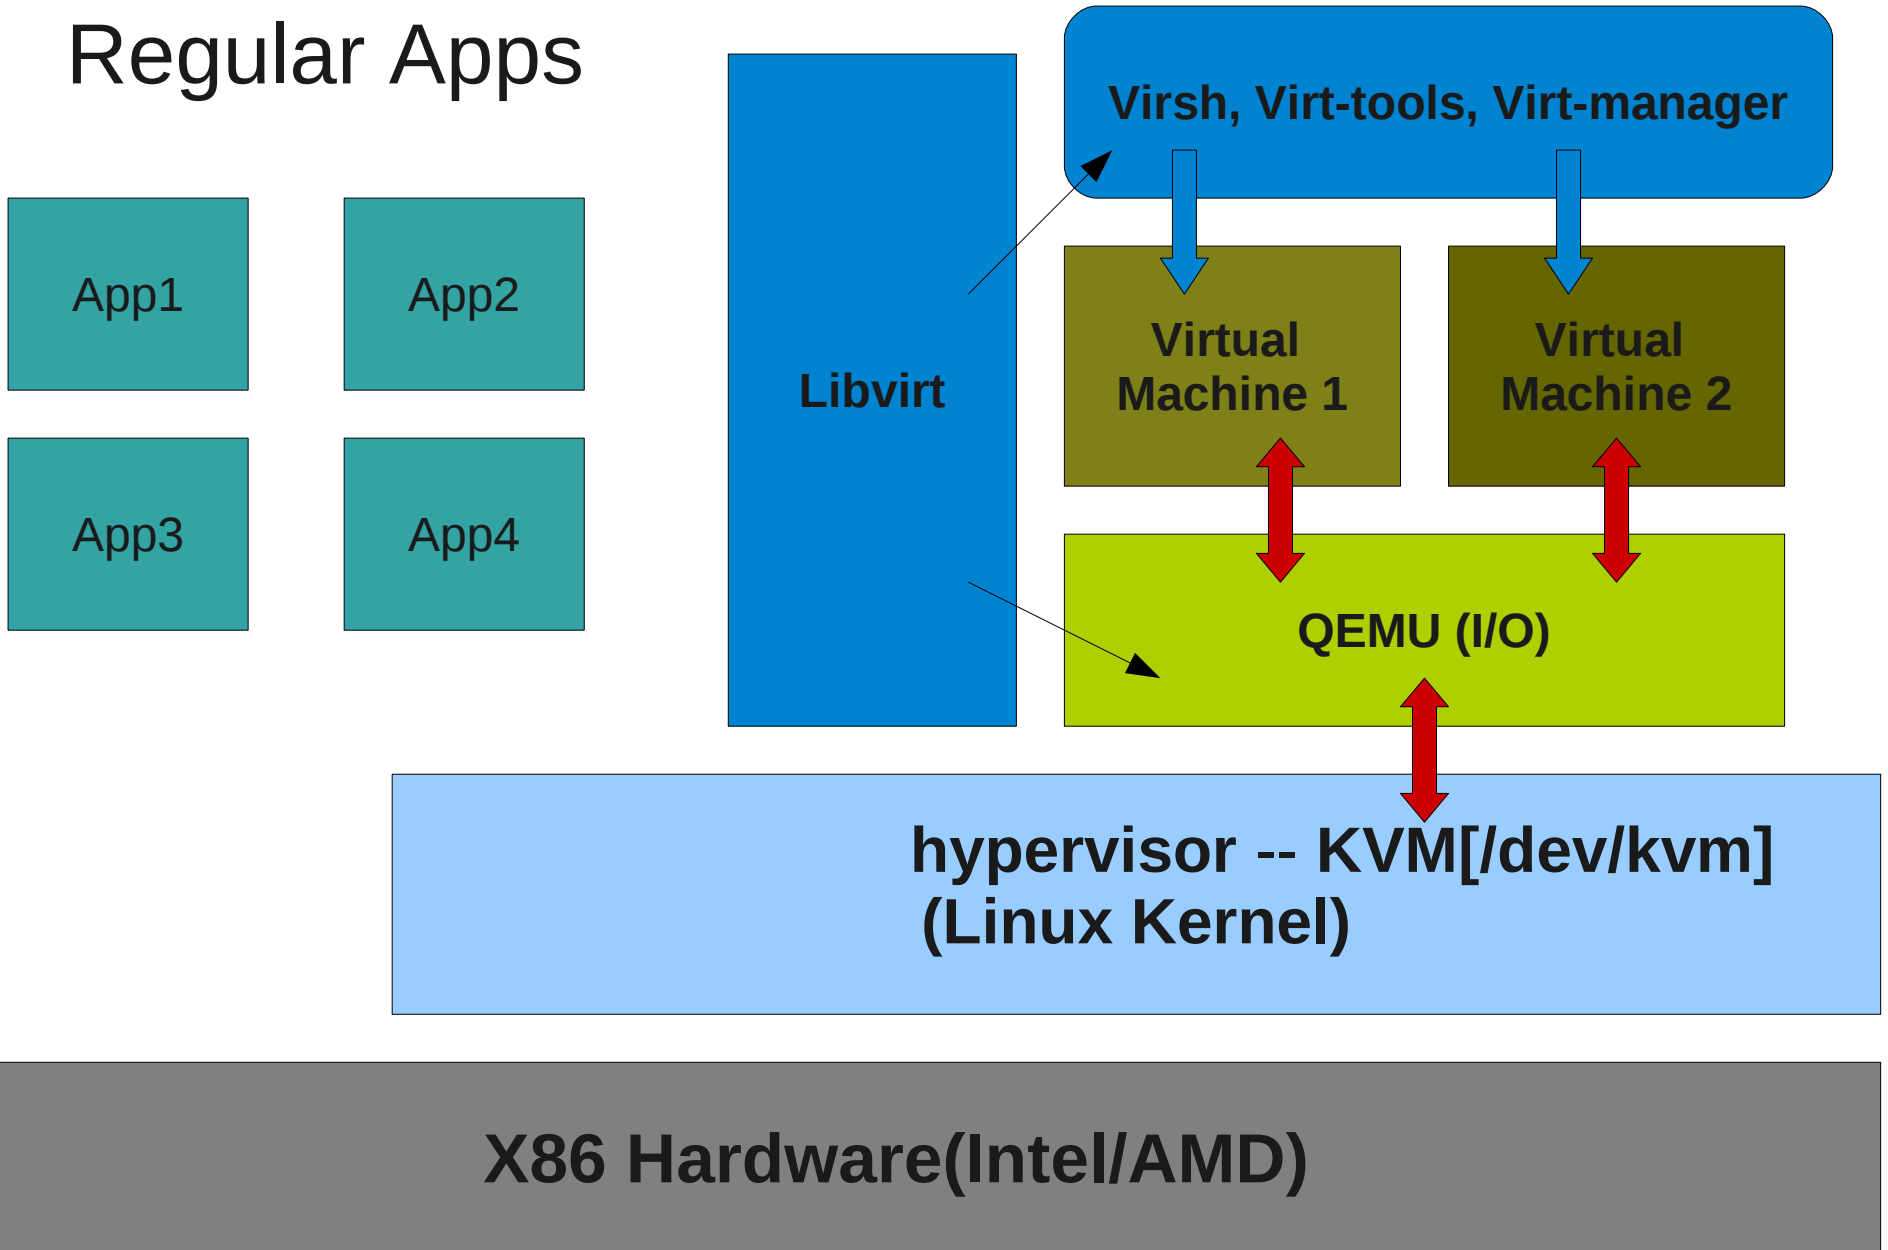 Regular Apps
App1
App2
App3
App4
Libvirt
Virsh, Virt-tools, Virt-manager
Virtual
Machine 1
Virtual
Machine 2
QEMU (I/O)
hypervisor -- KVM[/dev/kvm]
(Linux Kernel)
X86 Hardware(Intel/AMD)